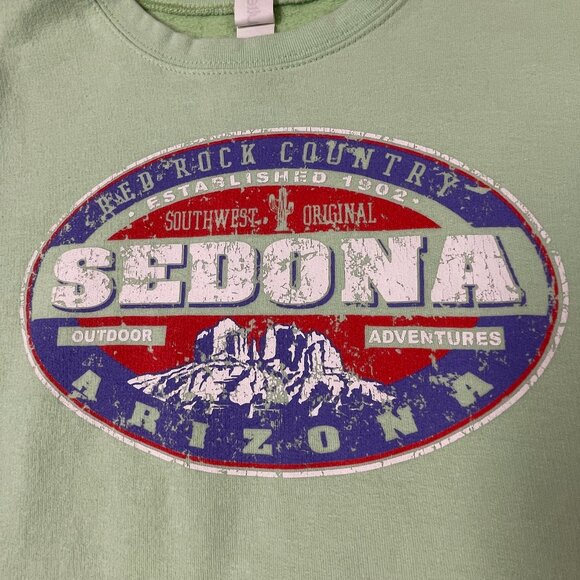 RED ROCK COUNTRY
• ESTABLISHED 1902 •
SOUTHWEST ORIGINAL
SEDONA
OUTDOOR ADVENTURES
ARIZONA